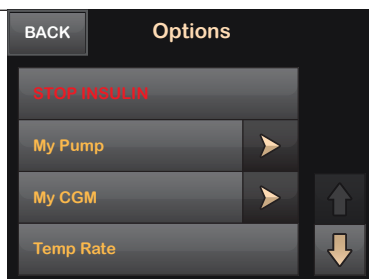 BACK
Options
STOP INSULIN
My Pump
My CGM
Temp Rate